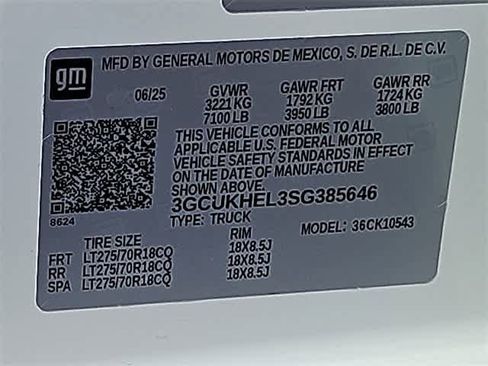 gm
MFD BY GENERAL MOTORS DE MEXICO, S. DE R.L. DE C.V.
06/25 GVWR GAWR FRT GAWR RR
3221 KG 1792 KG 1724 KG
7100 LB 3950 LB 3800 LB
THIS VEHICLE CONFORMS TO ALL
APPLICABLE U.S. FEDERAL MOTOR
VEHICLE SAFETY STANDARDS IN EFFECT
ON THE DATE OF MANUFACTURE
SHOWN ABOVE.
3GCUKHEL3SG385646
8624
TYPE: TRUCK MODEL: 36CK10543
TIRE SIZE RIM
FRT LT275/70R18CQ 18X8.5J
RR LT275/70R18CQ 18X8.5J
SPA LT275/70R18CQ 18X8.5J